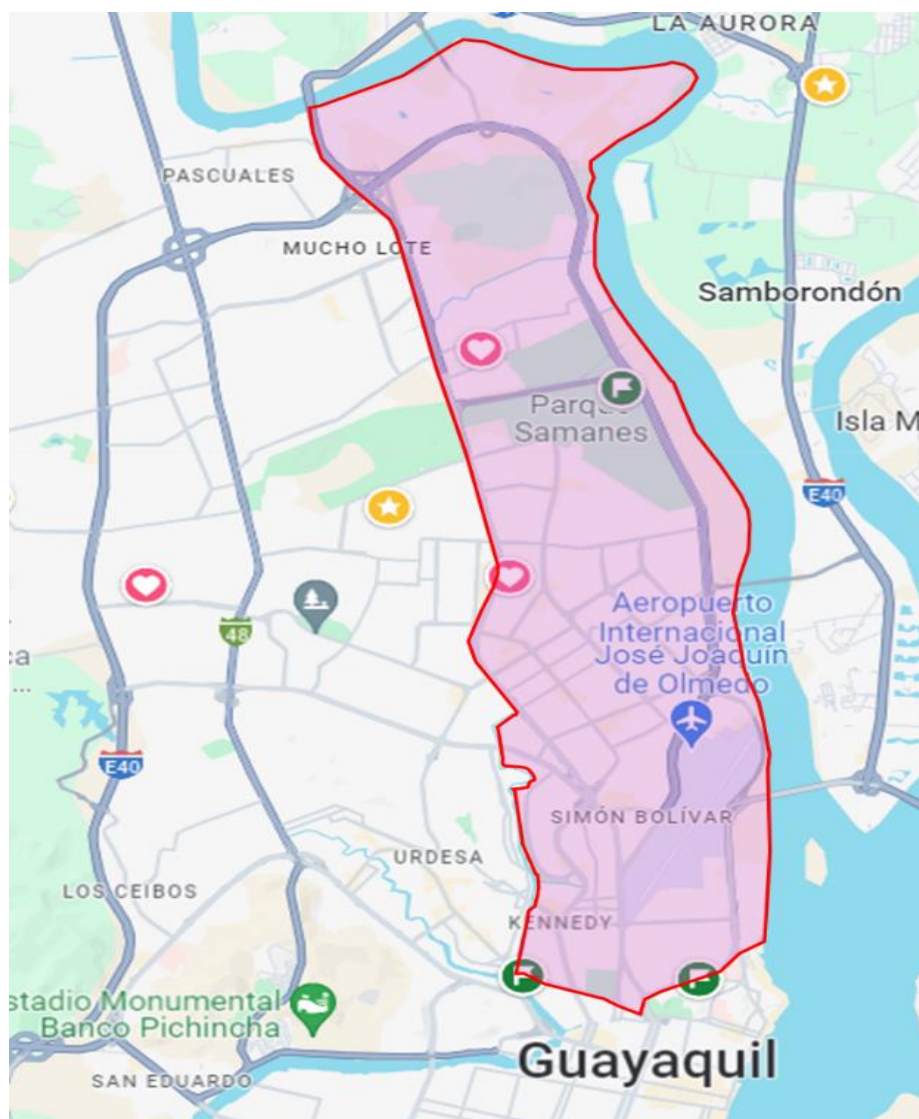 LA AURORA
PASCUALES
MUCHO LOTE
Samborondón
Parque
Samanes
Isla M
E40
48
Aeropuerto
Internacional
José Joaquín
de Olmedo
ca
...
E40
SIMÓN BOLÍVAR
URDESA
LOS CEIBOS
KENNEDY
stadio Monumental
Banco Pichincha
Guayaquil
SAN EDUARDO